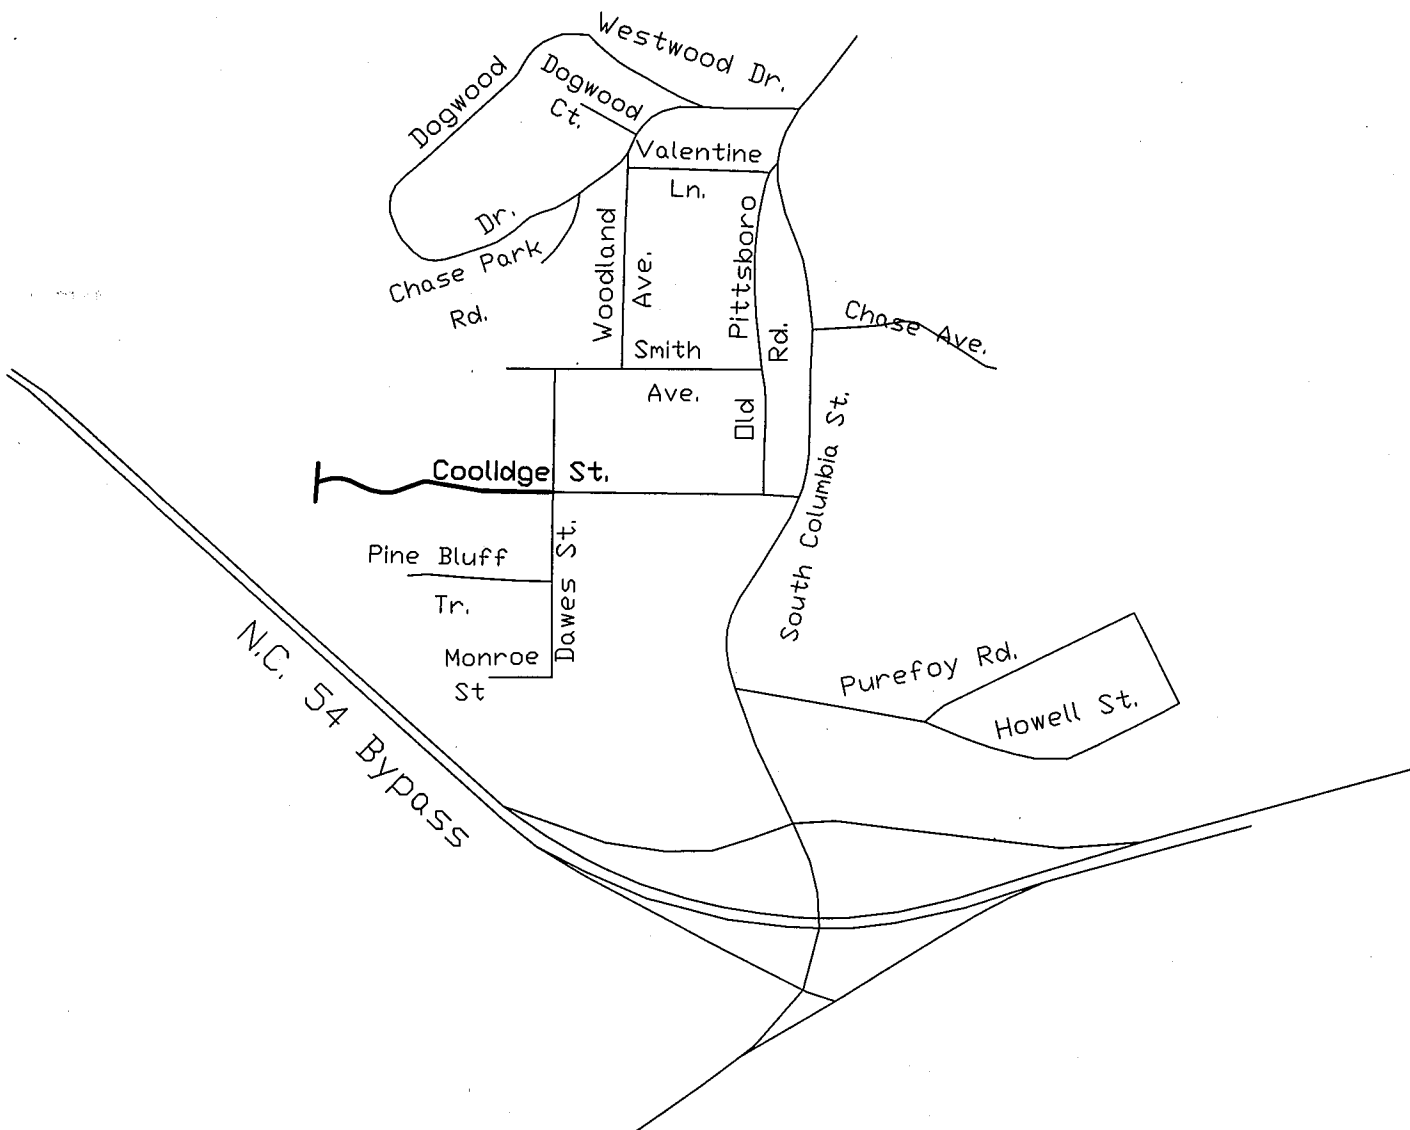 Westwood Dr.
Dogwood
Dogwood
Ct.
Valentine
Ln.
Dr.
Chase Park
Rd.
Woodland
Ave.
Pittsboro
Rd.
Old
Smith
Ave.
Chase Ave.
South Columbia St.
Coolidge St.
Pine Bluff
Tr.
Dawes St.
Monroe
St
Purefoy Rd.
Howell St.
N.C. 54 Bypass